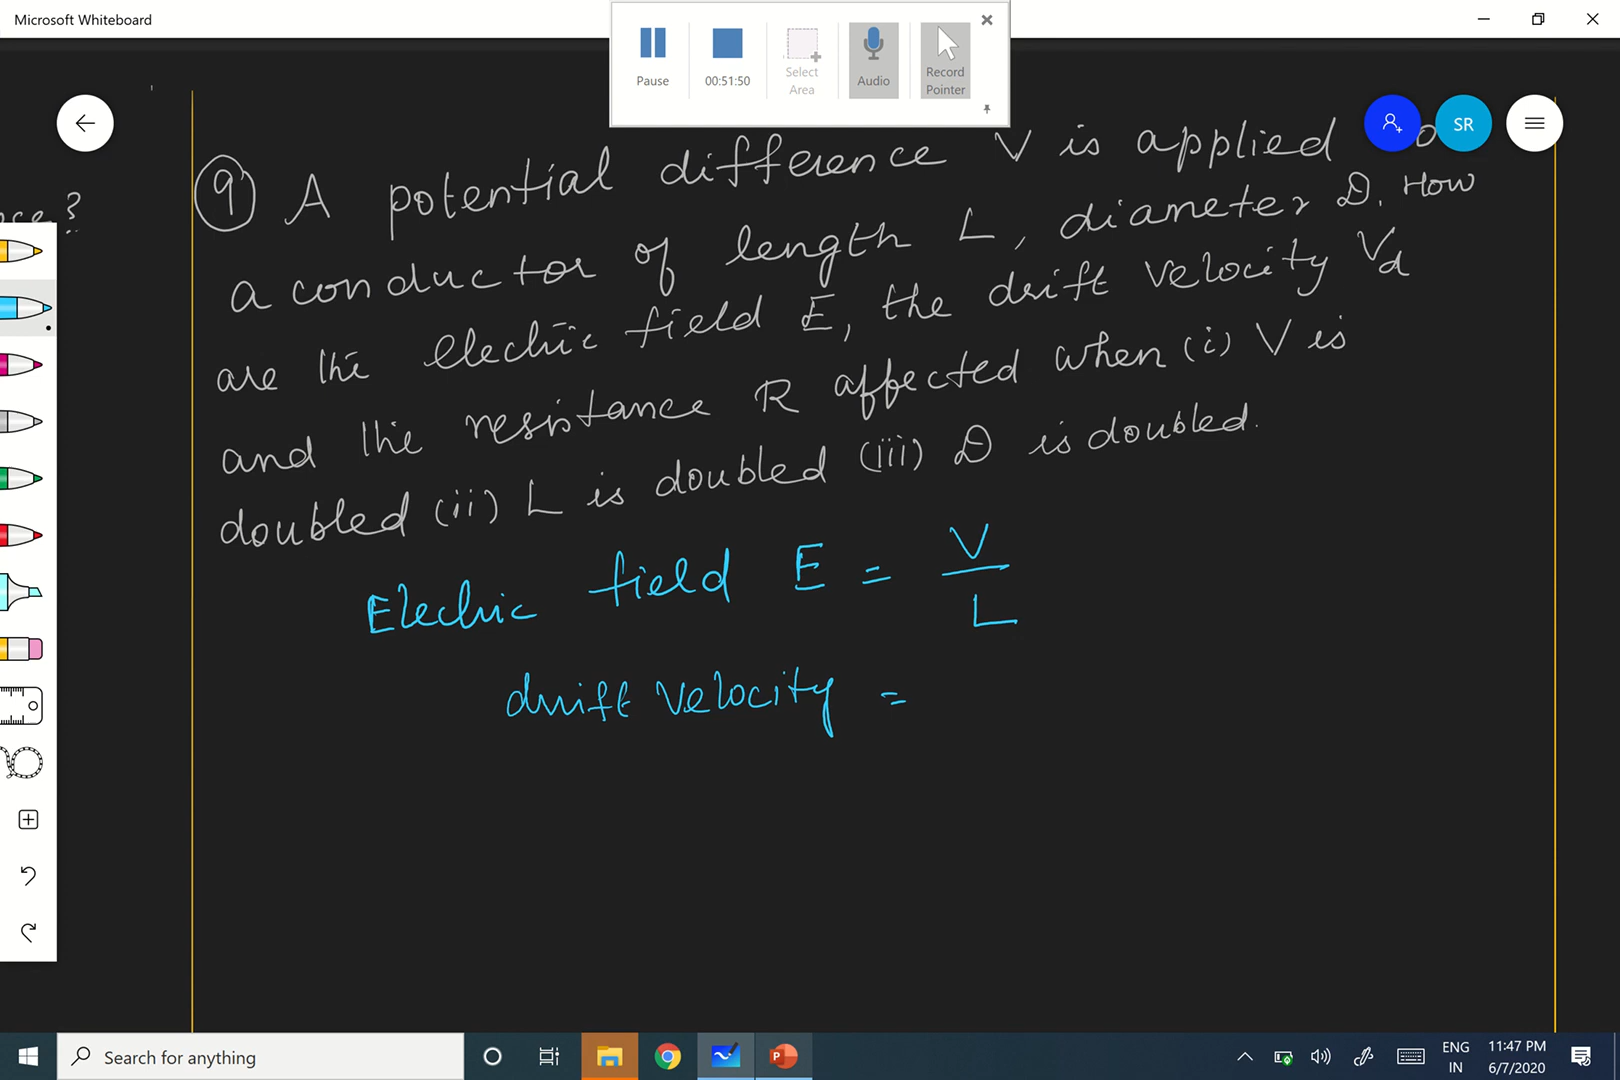 Microsoft Whiteboard
Pause
00:51:50
Select Area
Audio
Record Pointer
SR
9 A potential difference V is applied
a conductor of length L, diameter D. How
are the electric field E, the drift velocity Vd
and the resistance R affected when (i) V is
doubled (ii) L is doubled (iii) D is doubled.
Electric field E = V / L
drift velocity =
Search for anything
ENG
IN
11:47 PM
6/7/2020